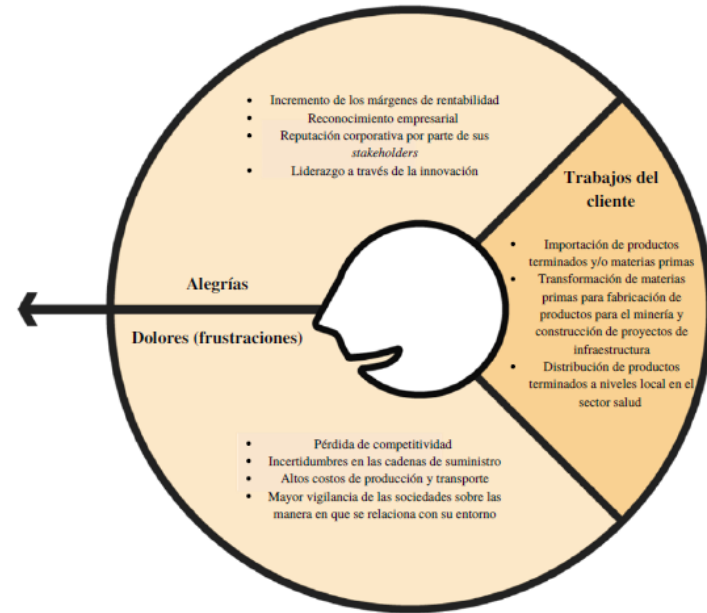 • Incremento de los márgenes de rentabilidad
• Reconocimiento empresarial
• Reputación corporativa por parte de sus
stakeholders
• Liderazgo a través de la innovación
Alegrías
Trabajos del
cliente
• Importación de productos
terminados y/o materias primas
• Transformación de materias
primas para fabricación de
productos para el minería y
construcción de proyectos de
infraestructura
• Distribución de productos
terminados a niveles local en el
sector salud
Dolores (frustraciones)
• Pérdida de competitividad
• Incertidumbres en las cadenas de suministro
• Altos costos de producción y transporte
• Mayor vigilancia de las sociedades sobre las
manera en que se relaciona con su entorno